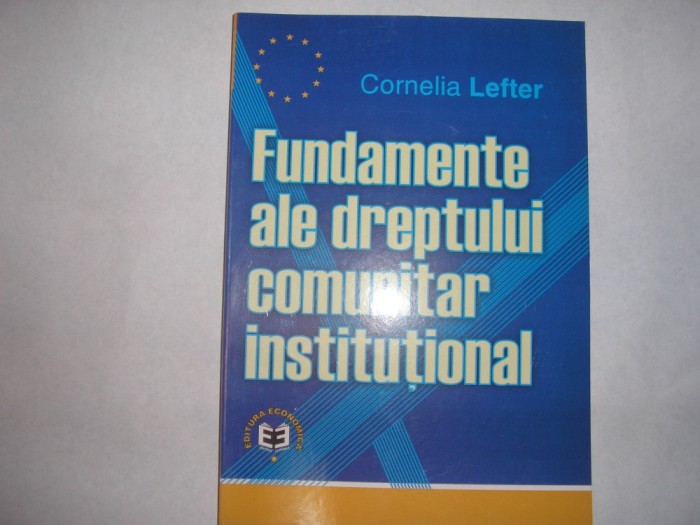 Cornelia Lefter
Fundamente
ale dreptului
comunitar
instituțional
EDITURA ECONOMICĂ